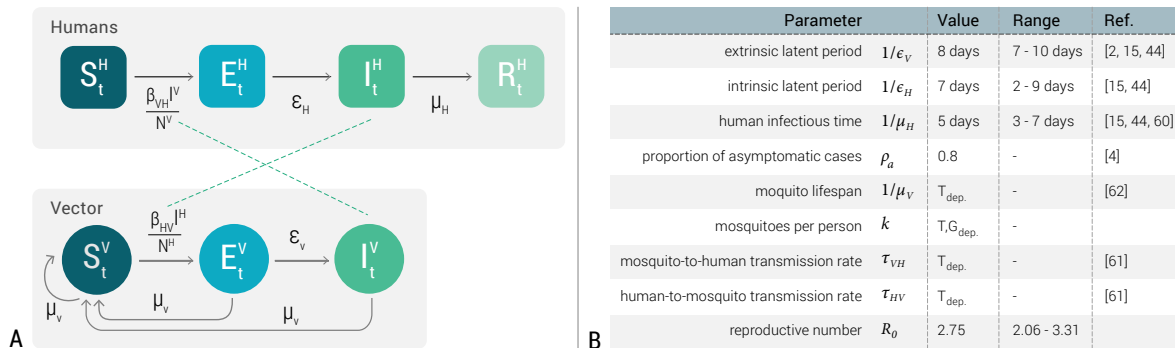 Humans
S^H_t
E^H_t
I^H_t
R^H_t
β_VH I^V
N^V
ε_H
μ_H
Vector
β_HV I^H
N^H
ε_v
S^V_t
E^V_t
I^V_t
μ_v
μ_v
μ_v
A
Parameter Value Range Ref.
extrinsic latent period 1/ϵ_V 8 days 7 - 10 days [2, 15, 44]
intrinsic latent period 1/ϵ_H 7 days 2 - 9 days [15, 44]
human infectious time 1/μ_H 5 days 3 - 7 days [15, 44, 60]
proportion of asymptomatic cases ρ_a 0.8 - [4]
moquito lifespan 1/μ_V T_dep. - [62]
mosquitoes per person k T,G_dep. -
mosquito-to-human transmission rate τ_VH T_dep. - [61]
human-to-mosquito transmission rate τ_HV T_dep. - [61]
reproductive number R_0 2.75 2.06 - 3.31
B